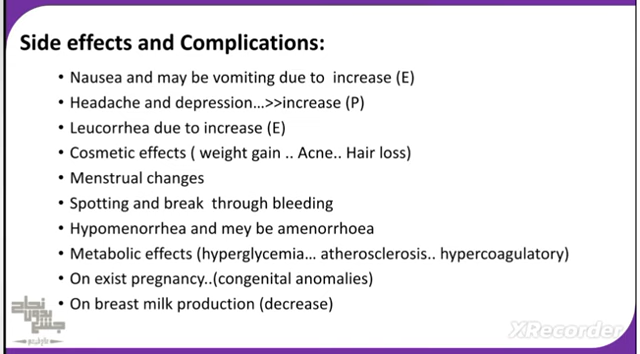 Side effects and Complications:
• Nausea and may be vomiting due to increase (E)
• Headache and depression...>>increase (P)
• Leucorrhea due to increase (E)
• Cosmetic effects ( weight gain .. Acne.. Hair loss)
• Menstrual changes
• Spotting and break through bleeding
• Hypomenorrhea and mey be amenorrhoea
• Metabolic effects (hyperglycemia... atherosclerosis.. hypercoagulatory)
• On exist pregnancy..(congenital anomalies)
• On breast milk production (decrease)
XRecorder